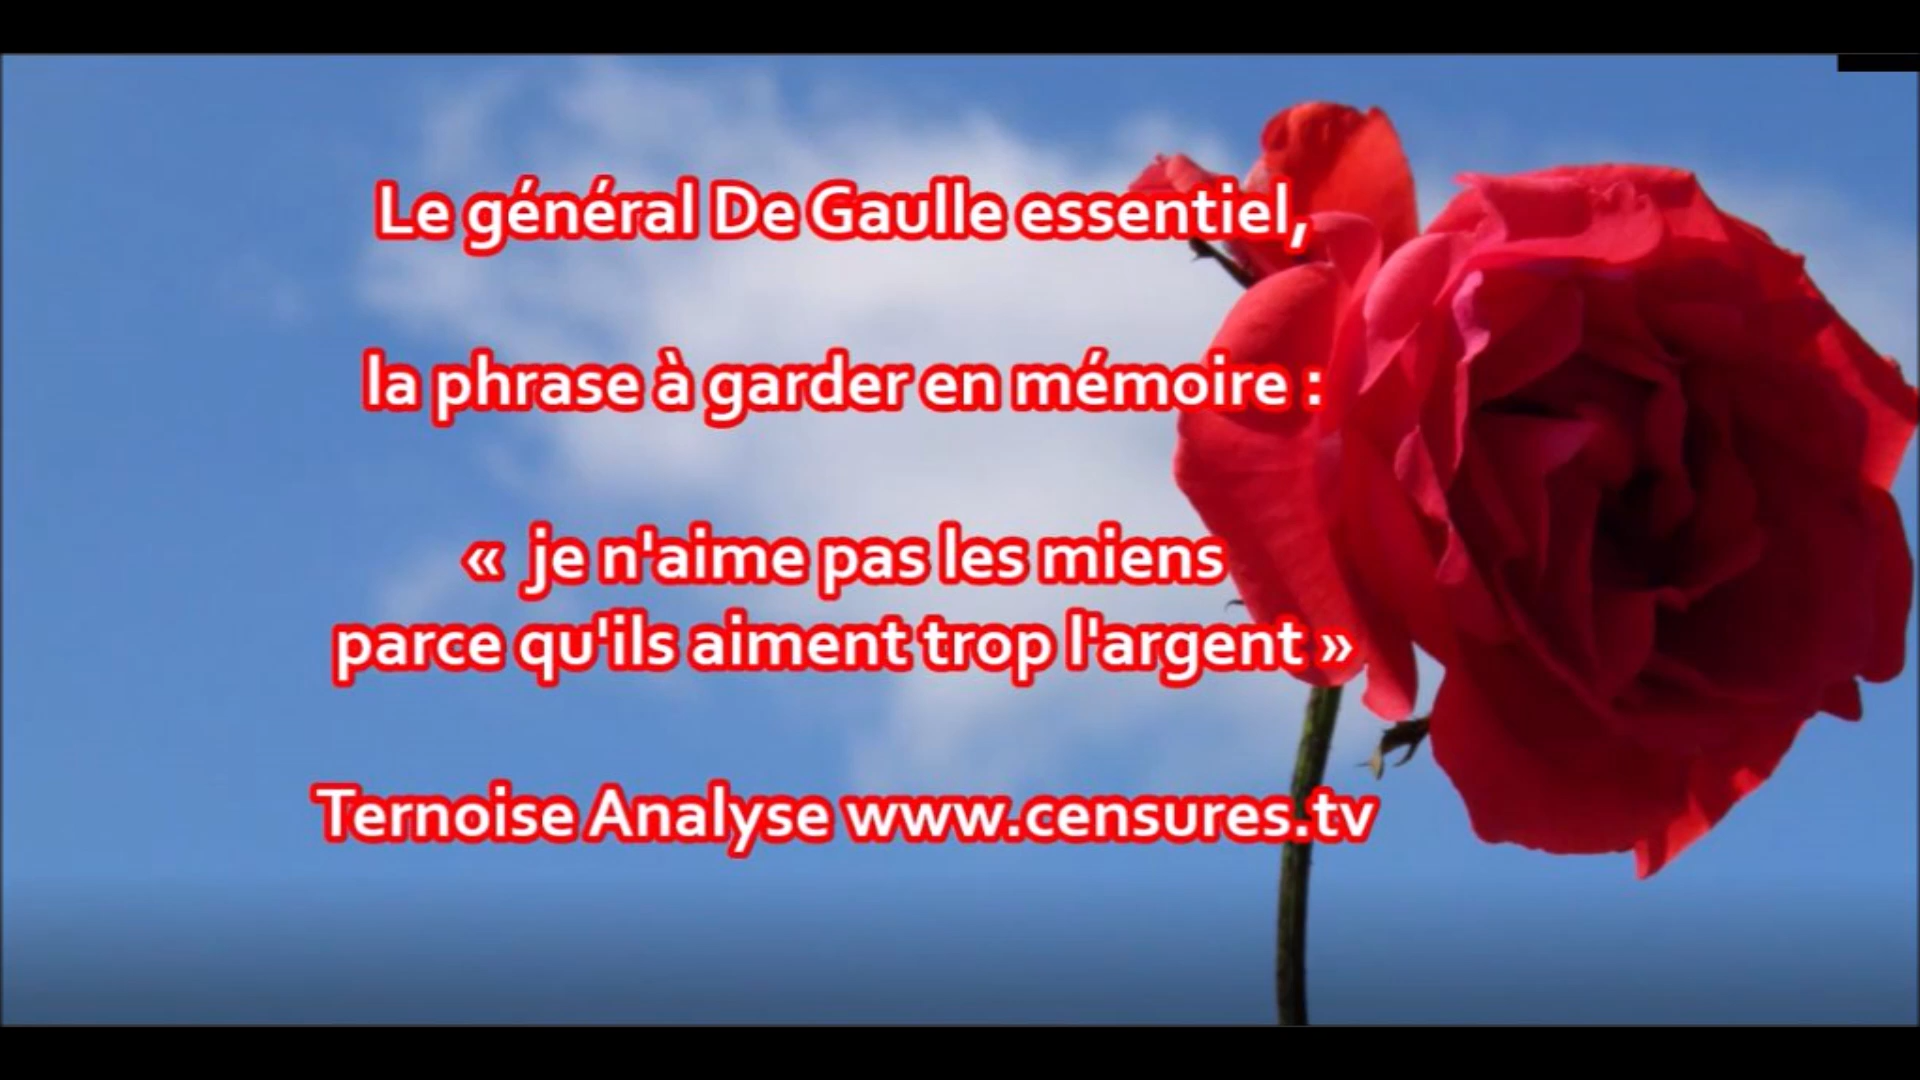 Le général De Gaulle essentiel,
la phrase à garder en mémoire :
«  je n'aime pas les miens
parce qu'ils aiment trop l'argent »
Ternoise Analyse www.censures.tv